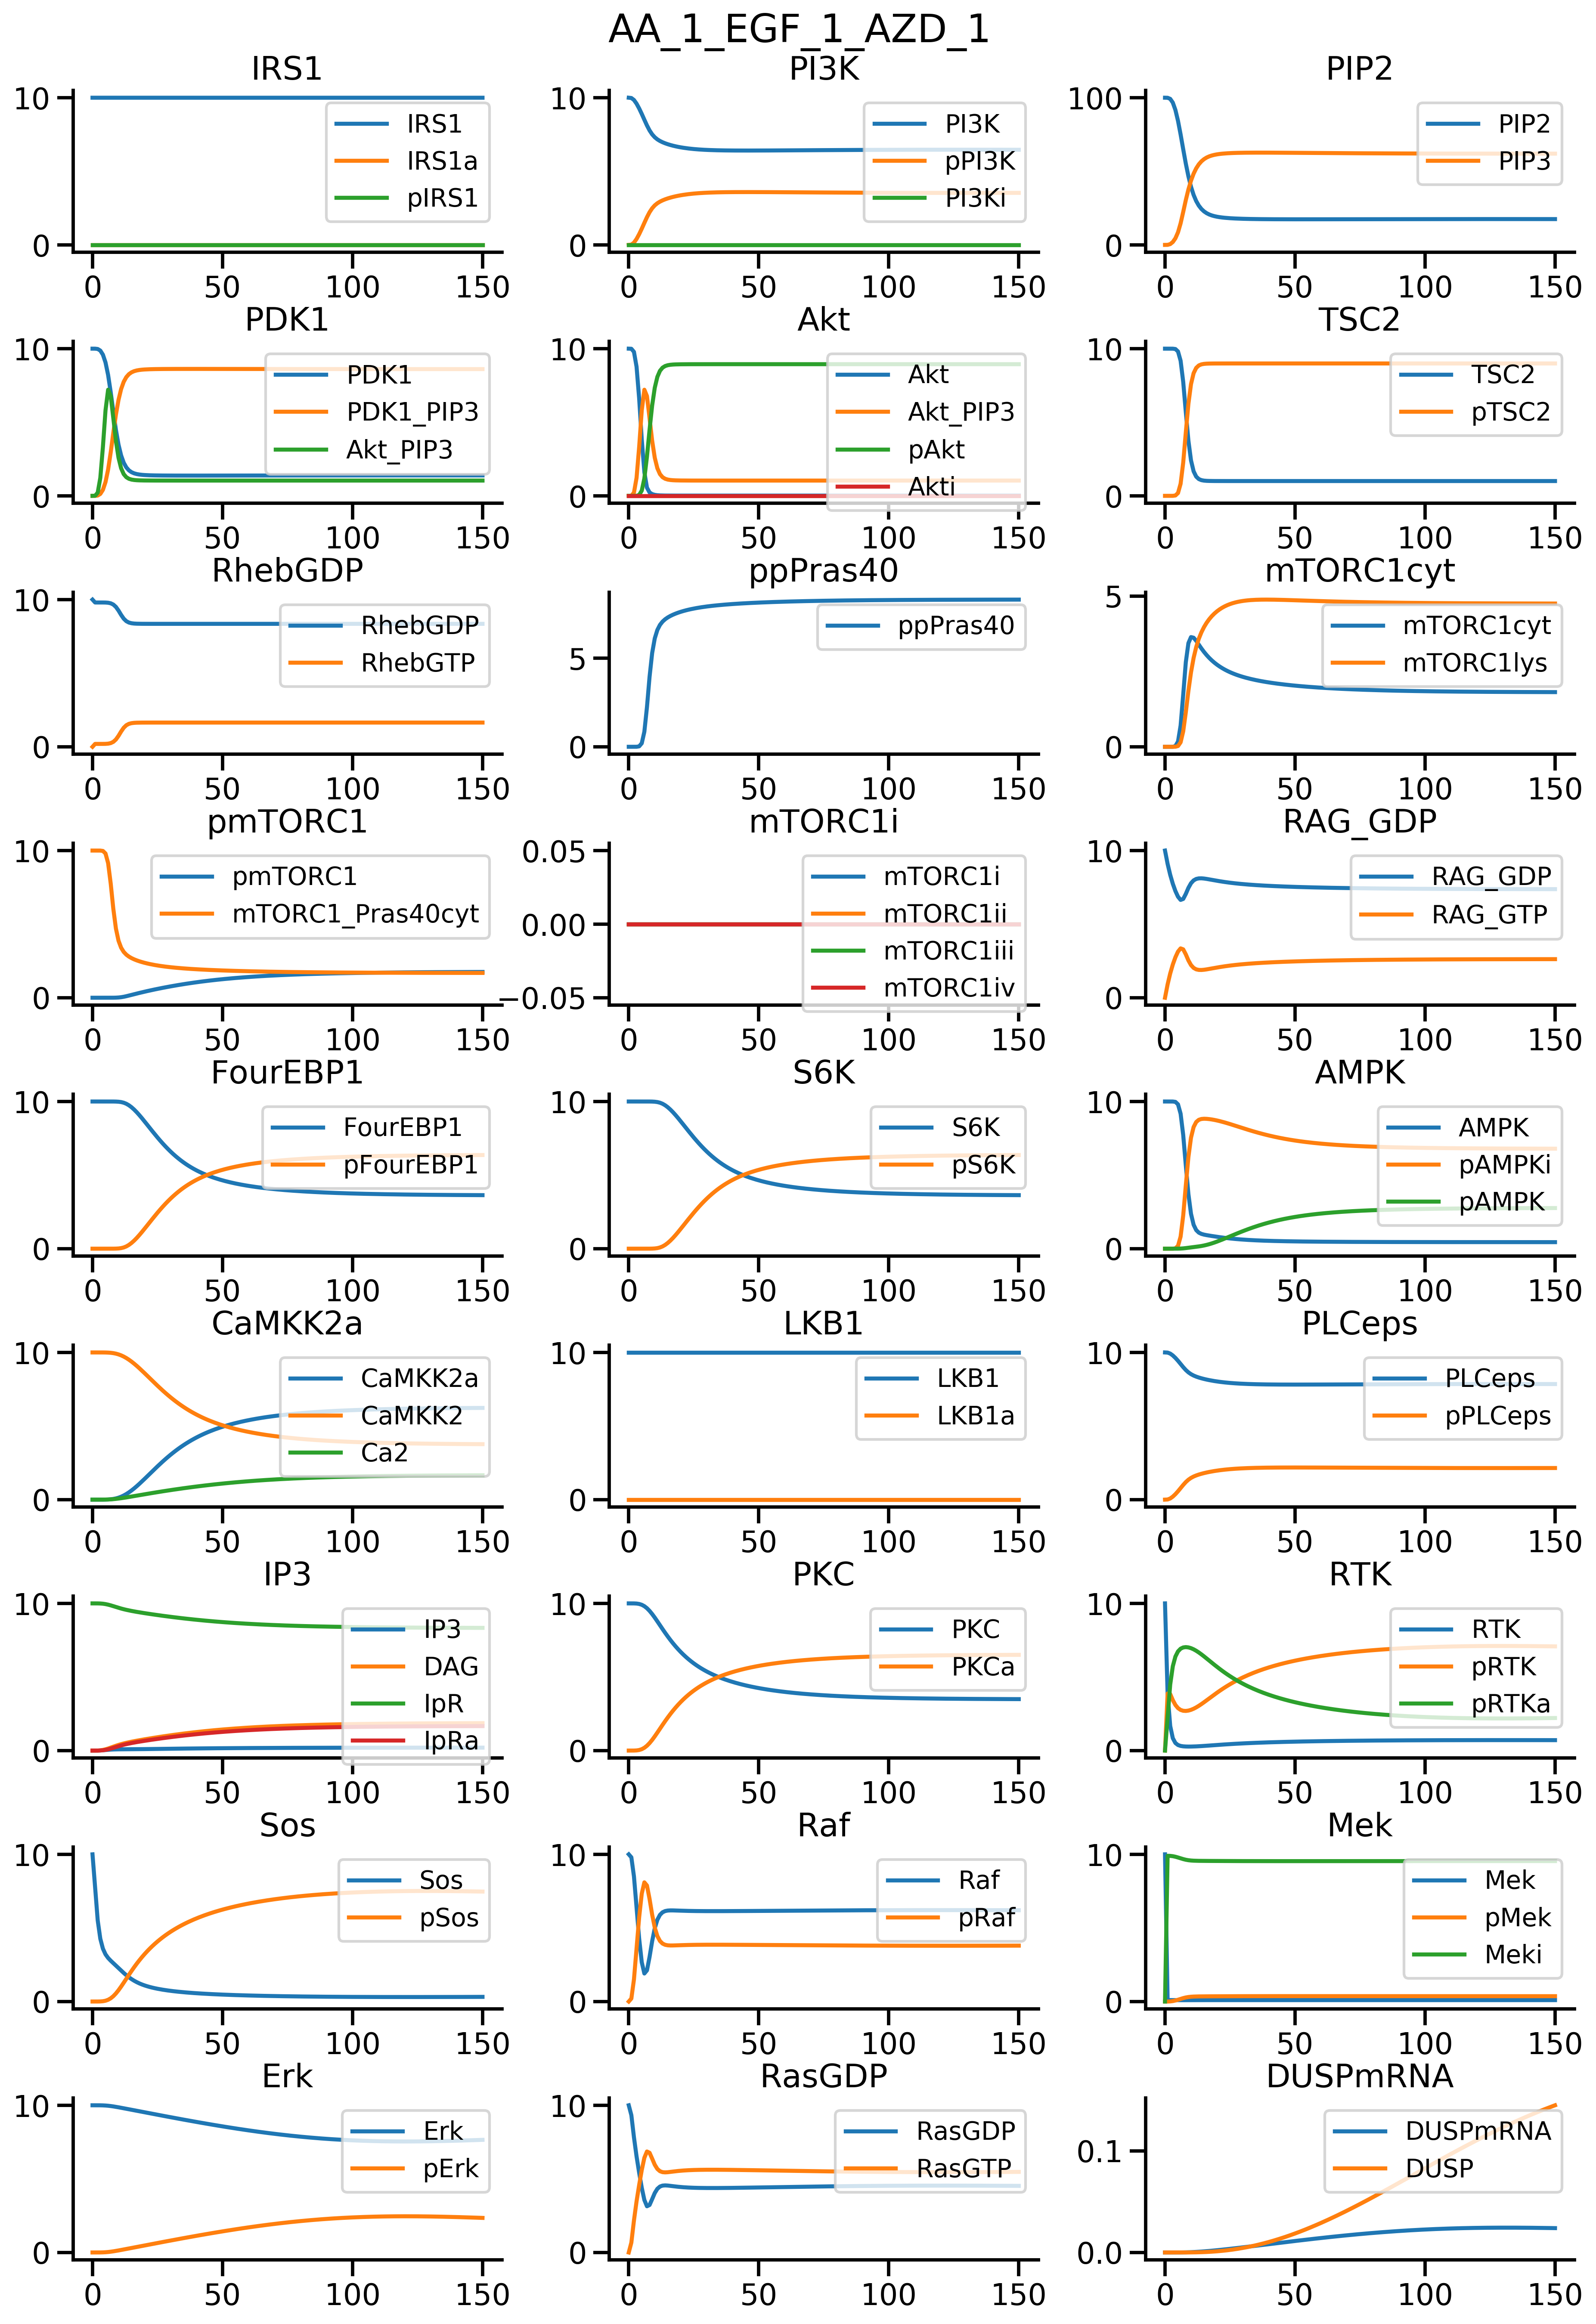 AA_1_EGF_1_AZD_1
IRS1
10
0
0 50 100 150
IRS1
IRS1a
pIRS1
PI3K
10
0
0 50 100 150
PI3K
pPI3K
PI3Ki
PIP2
100
0
0 50 100 150
PIP2
PIP3
PDK1
10
0
0 50 100 150
PDK1
PDK1_PIP3
Akt_PIP3
Akt
10
0
0 50 100 150
Akt
Akt_PIP3
pAkt
Akti
TSC2
10
0
0 50 100 150
TSC2
pTSC2
RhebGDP
10
0
0 50 100 150
RhebGDP
RhebGTP
ppPras40
5
0
0 50 100 150
ppPras40
mTORC1cyt
5
0
0 50 100 150
mTORC1cyt
mTORC1lys
pmTORC1
10
0
0 50 100 150
pmTORC1
mTORC1_Pras40cyt
mTORC1i
0.05
0.00
−0.05
0 50 100 150
mTORC1i
mTORC1ii
mTORC1iii
mTORC1iv
RAG_GDP
10
0
0 50 100 150
RAG_GDP
RAG_GTP
FourEBP1
10
0
0 50 100 150
FourEBP1
pFourEBP1
S6K
10
0
0 50 100 150
S6K
pS6K
AMPK
10
0
0 50 100 150
AMPK
pAMPKi
pAMPK
CaMKK2a
10
0
0 50 100 150
CaMKK2a
CaMKK2
Ca2
LKB1
10
0
0 50 100 150
LKB1
LKB1a
PLCeps
10
0
0 50 100 150
PLCeps
pPLCeps
IP3
10
0
0 50 100 150
IP3
DAG
IpR
IpRa
PKC
10
0
0 50 100 150
PKC
PKCa
RTK
10
0
0 50 100 150
RTK
pRTK
pRTKa
Sos
10
0
0 50 100 150
Sos
pSos
Raf
10
0
0 50 100 150
Raf
pRaf
Mek
10
0
0 50 100 150
Mek
pMek
Meki
Erk
10
0
0 50 100 150
Erk
pErk
RasGDP
10
0
0 50 100 150
RasGDP
RasGTP
DUSPmRNA
0.1
0.0
0 50 100 150
DUSPmRNA
DUSP